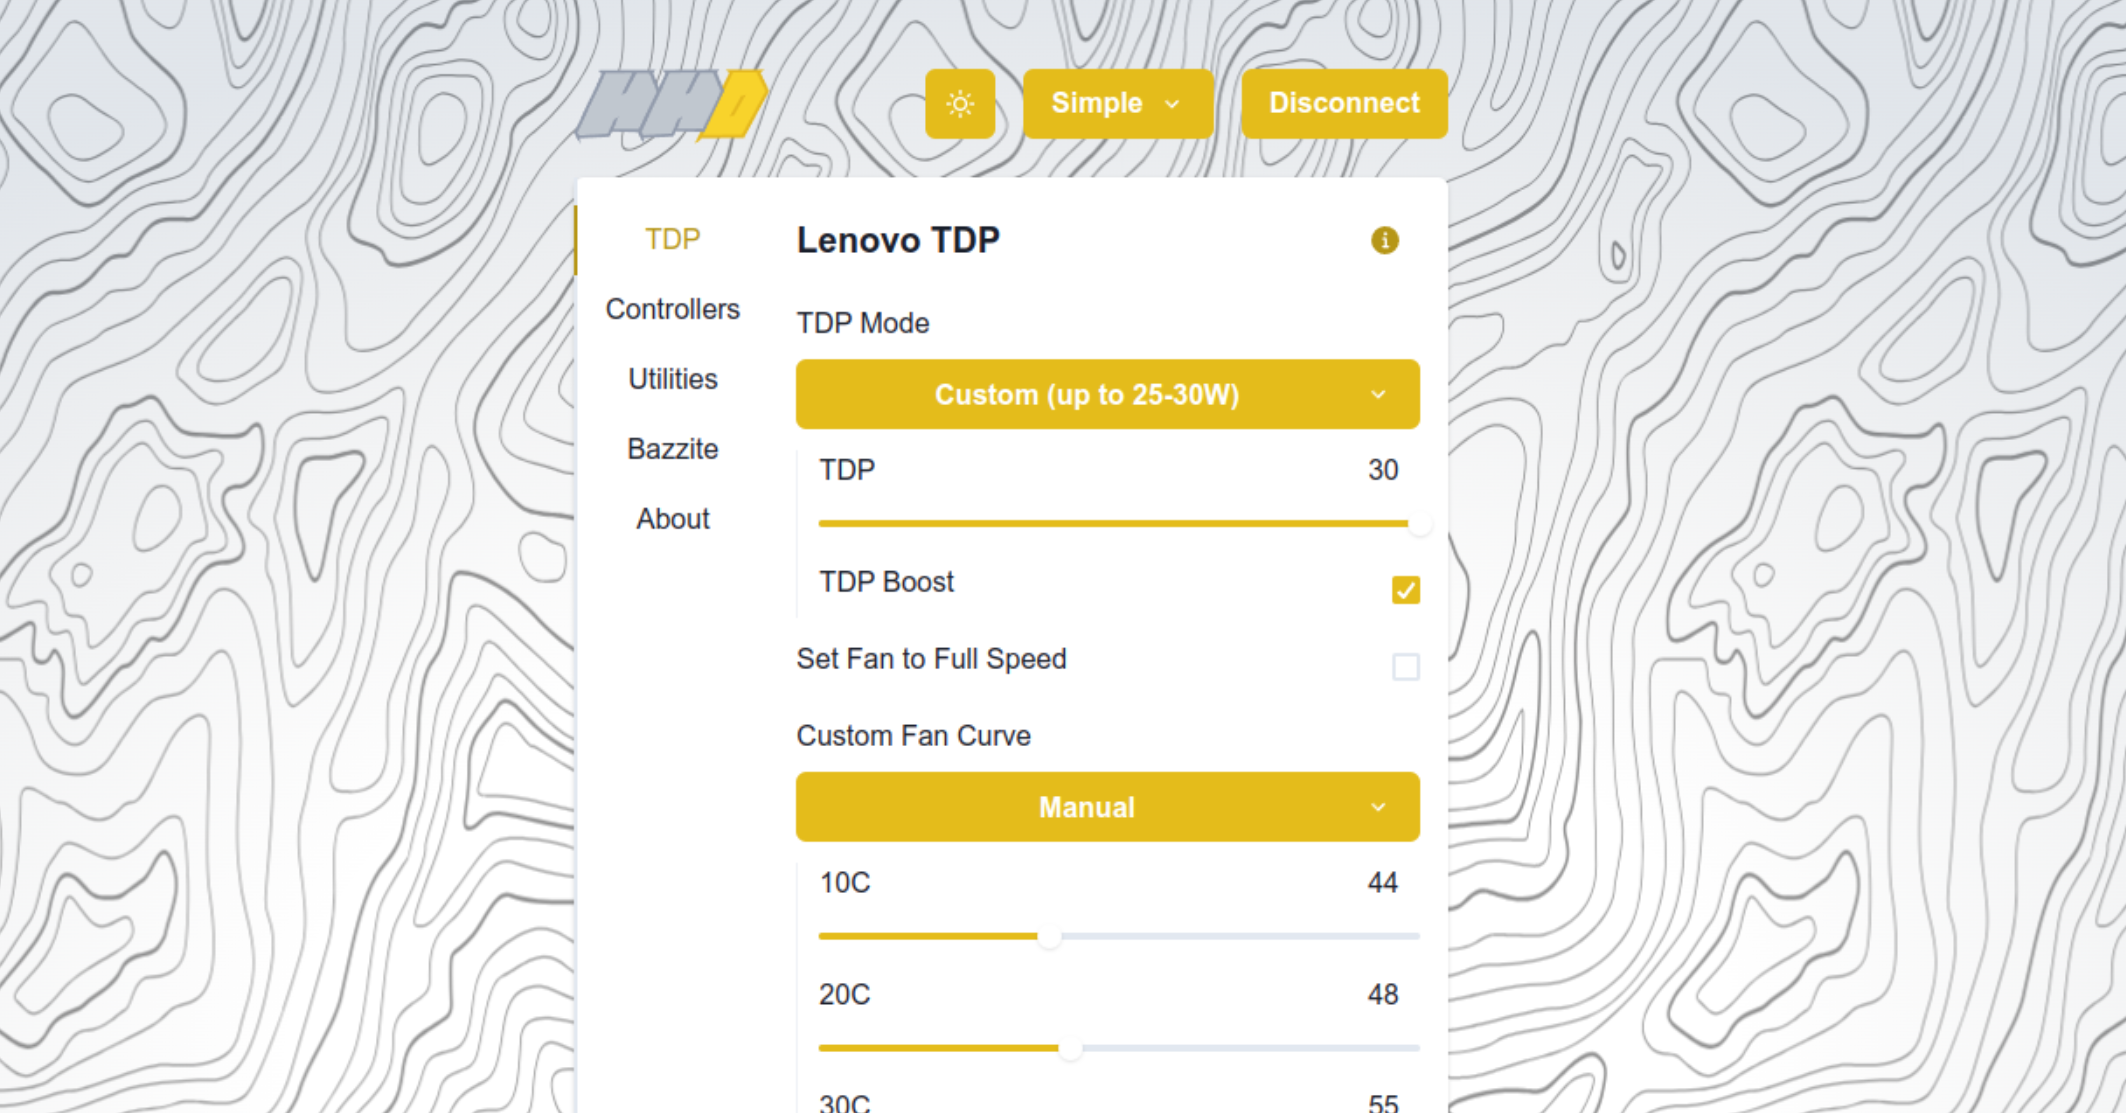 HHD
Simple
Disconnect
TDP
Controllers
Utilities
Bazzite
About
Lenovo TDP
TDP Mode
Custom (up to 25-30W)
TDP 30
TDP Boost
Set Fan to Full Speed
Custom Fan Curve
Manual
10C 44
20C 48
30C 55